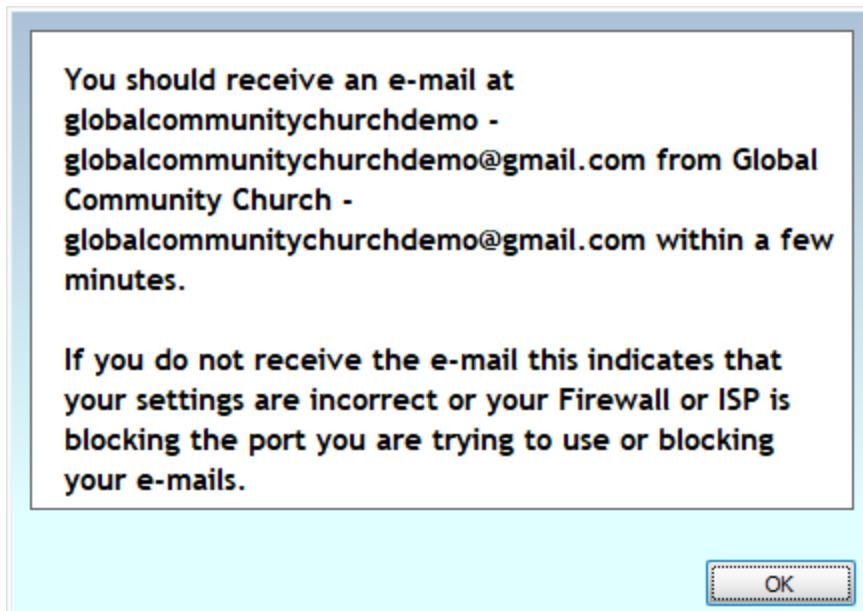 You should receive an e-mail at
globalcommunitychurchdemo -
globalcommunitychurchdemo@gmail.com from Global
Community Church -
globalcommunitychurchdemo@gmail.com within a few
minutes.
If you do not receive the e-mail this indicates that
your settings are incorrect or your Firewall or ISP is
blocking the port you are trying to use or blocking
your e-mails.
OK